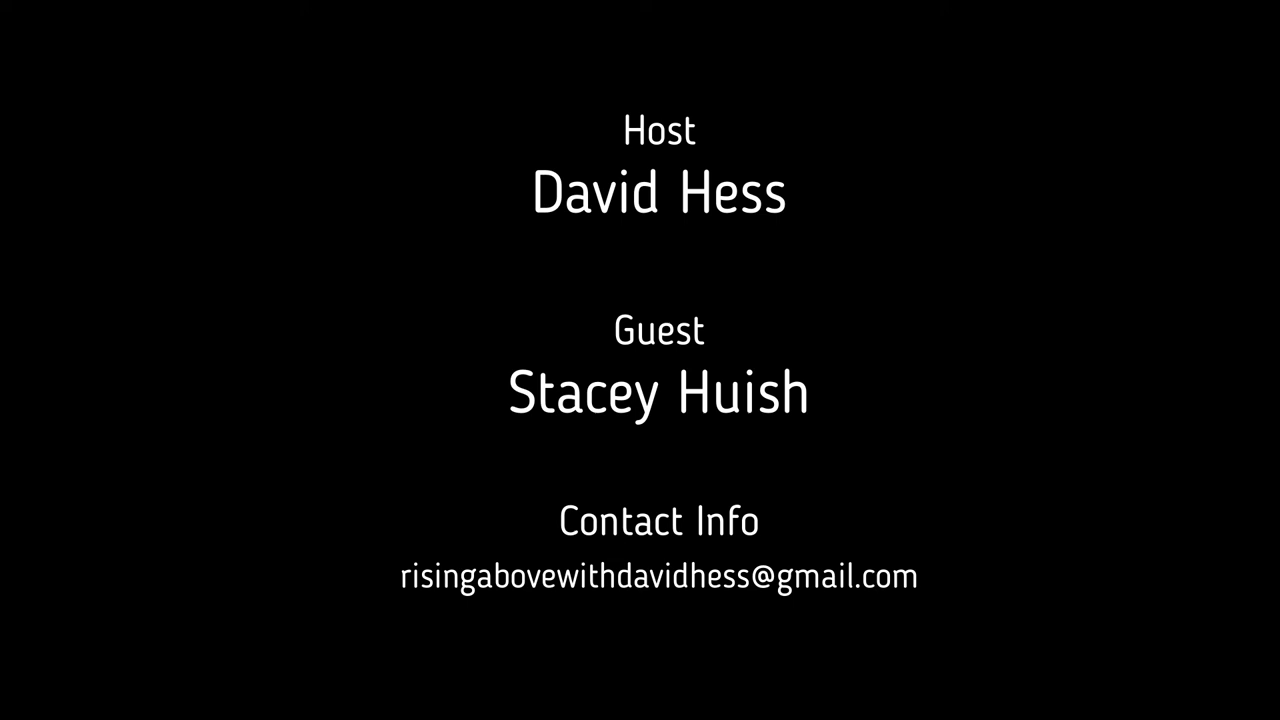 Host
David Hess
Guest
Stacey Huish
Contact Info
risingabovewithdavidhess@gmail.com